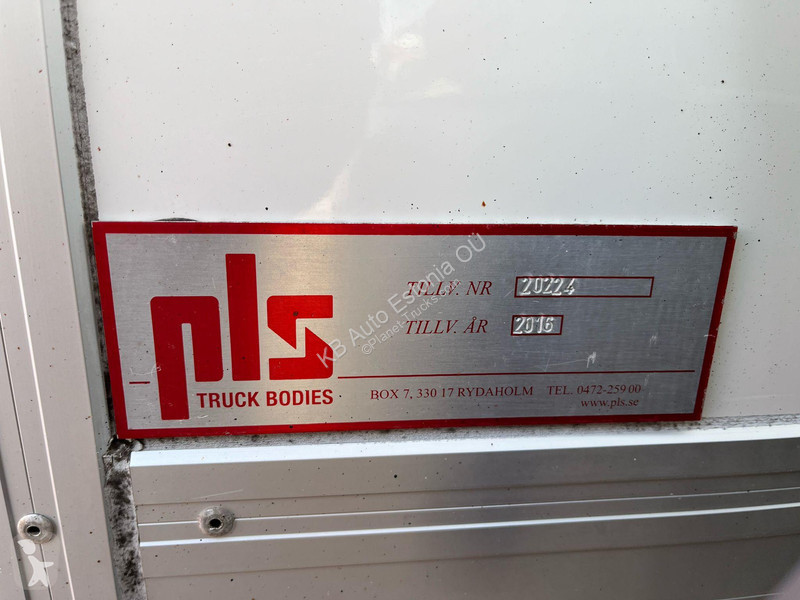 pls
TRUCK BODIES
TILLV. NR 20224
TILLV. ÅR 2016
BOX 7, 330 17 RYDAHOLM TEL. 0472-259 00
www.pls.se
KB Auto Estonia OÜ
©Planet-Trucks.c